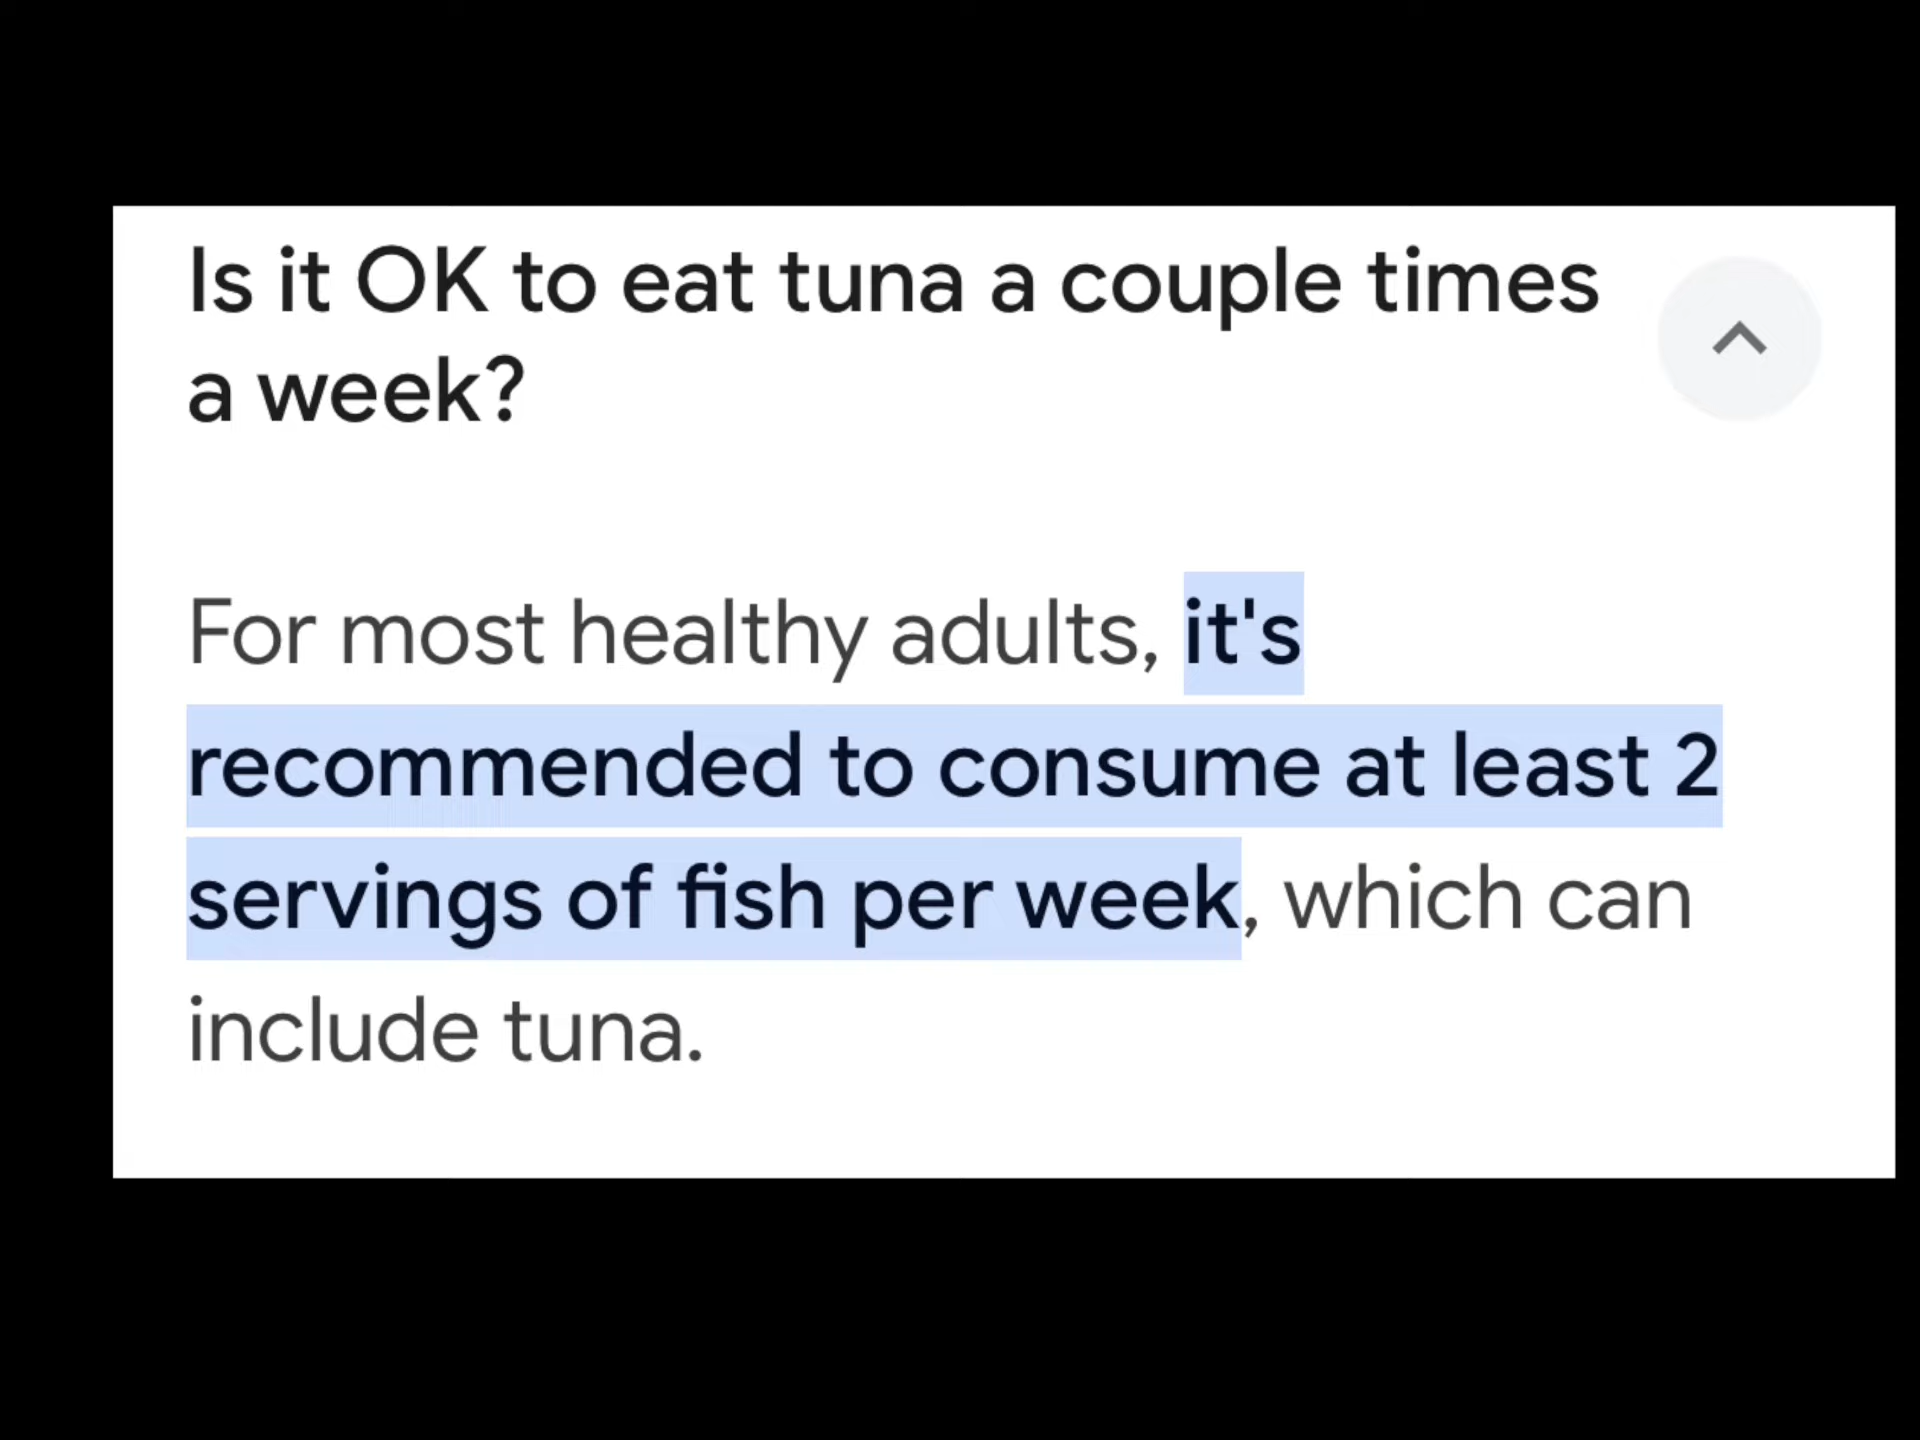 Is it OK to eat tuna a couple times
a week?
For most healthy adults, it's
recommended to consume at least 2
servings of fish per week, which can
include tuna.